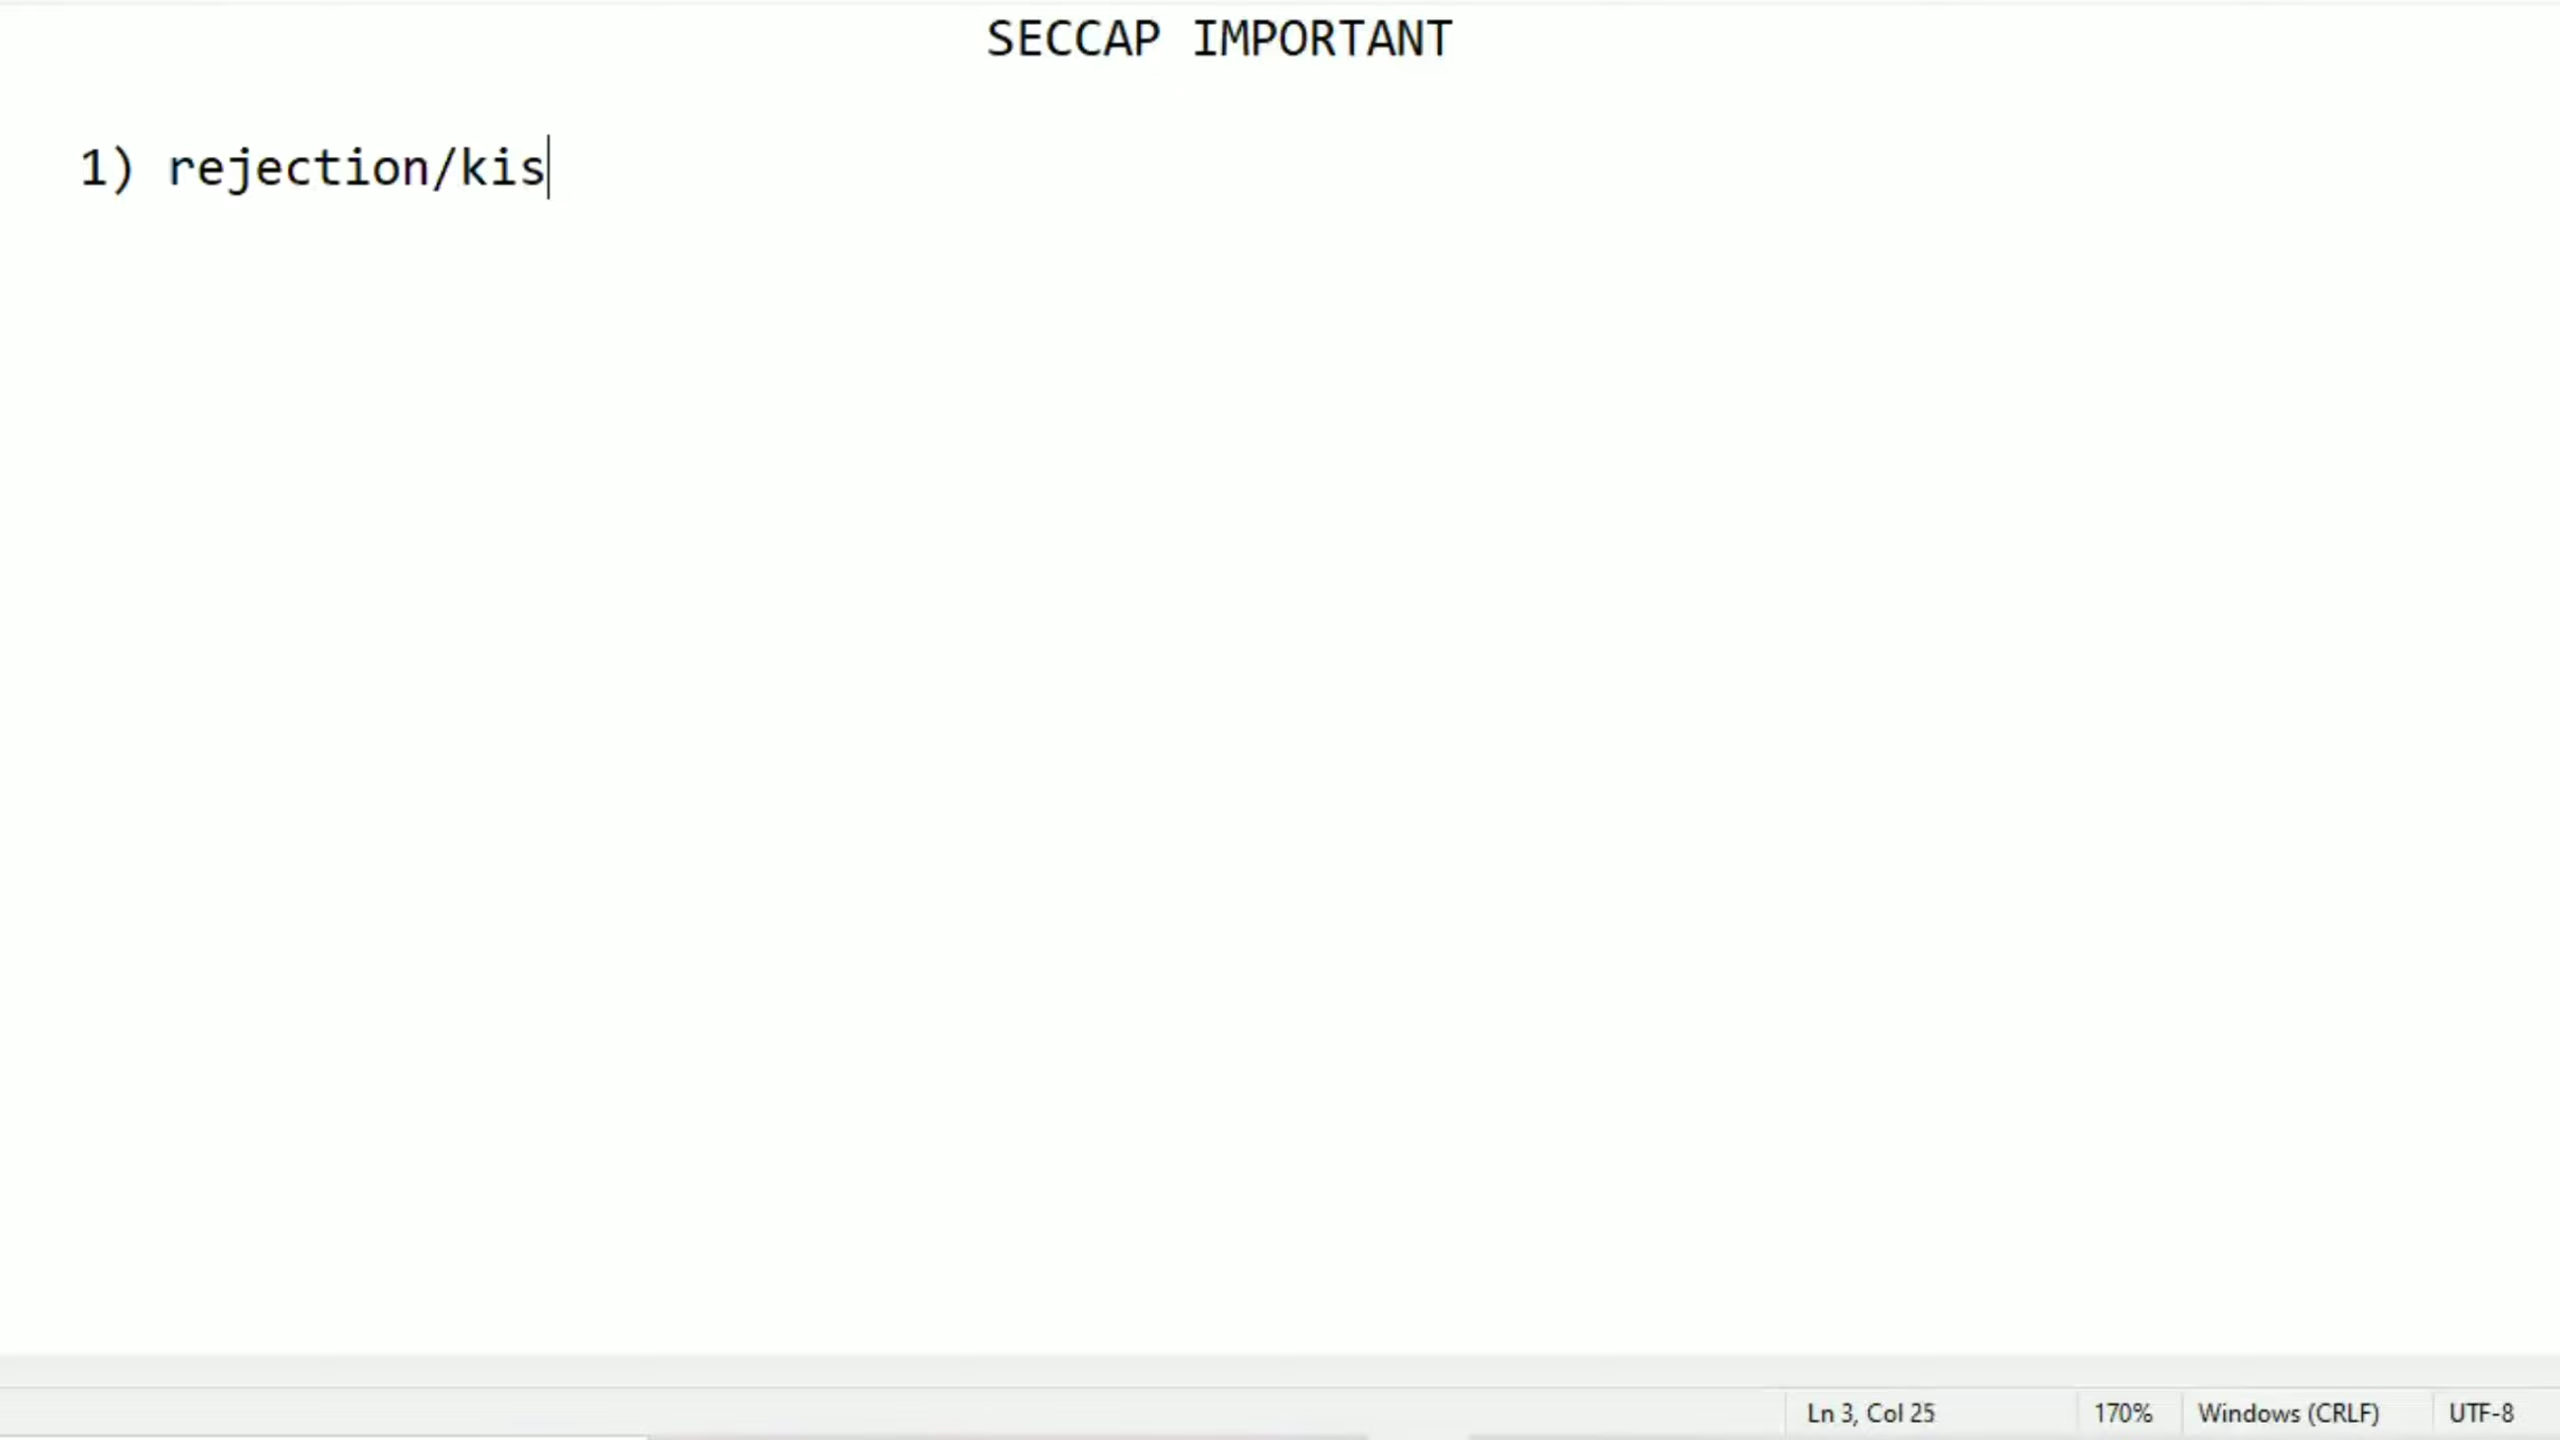 SECCAP IMPORTANT
1) rejection/kis
Ln 3, Col 25 170% Windows (CRLF) UTF-8